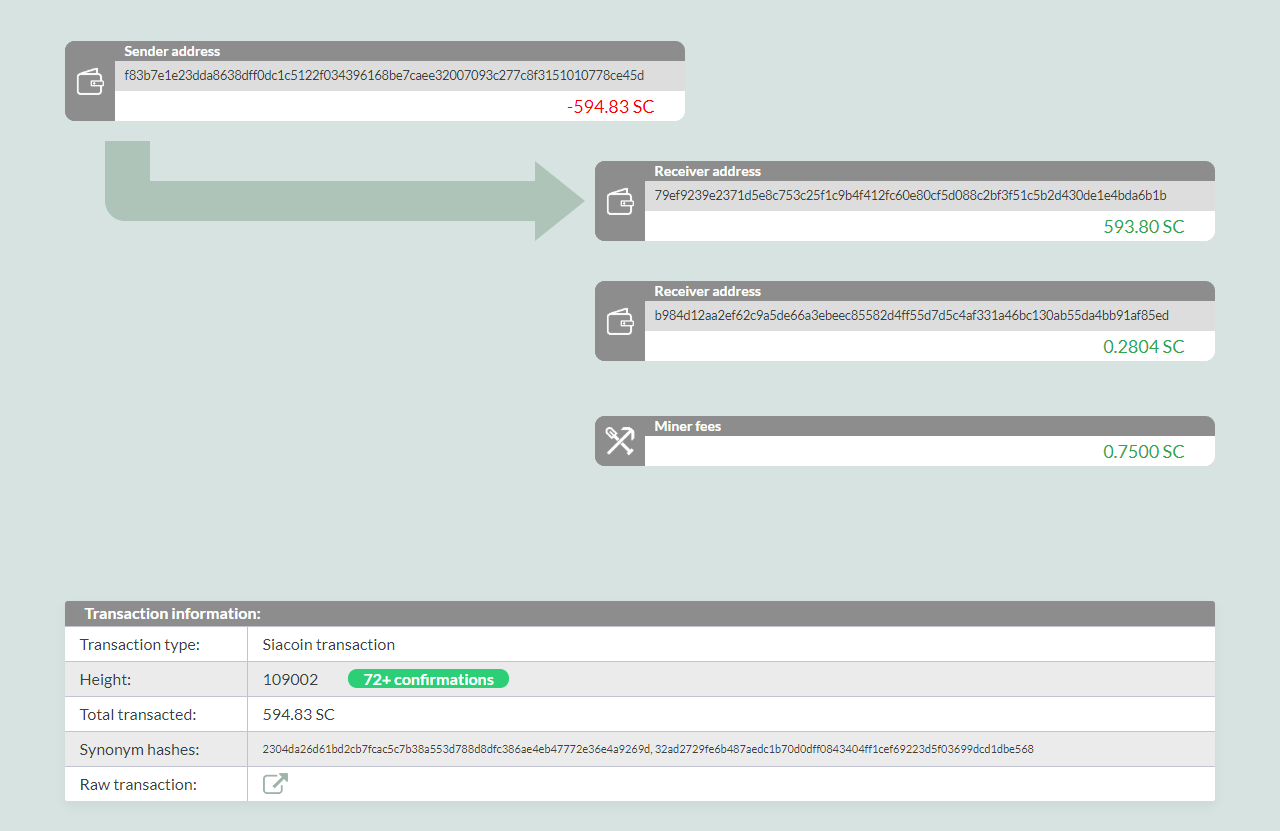 Sender address
f83b7e1e23dda8638dff0dc1c5122f034396168be7caee32007093c277c8f3151010778ce45d
-594.83 SC
Receiver address
79ef9239e2371d5e8c753c25f1c9b4f412fc60e80cf5d088c2bf3f51c5b2d430de1e4bda6b1b
593.80 SC
Receiver address
b984d12aa2ef62c9a5de66a3ebeec85582d4ff55d7d5c4af331a46bc130ab55da4bb91af85ed
0.2804 SC
Miner fees
0.7500 SC
Transaction information:
Transaction type: Siacoin transaction
Height: 109002 72+ confirmations
Total transacted: 594.83 SC
Synonym hashes: 2304da26d61bd2cb7fcac5c7b38a553d788d8dfc386ae4eb47772e36e4a9269d, 32ad2729fe6b487aedc1b70d0dff0843404ff1cef69223d5f03699dcd1dbe568
Raw transaction: